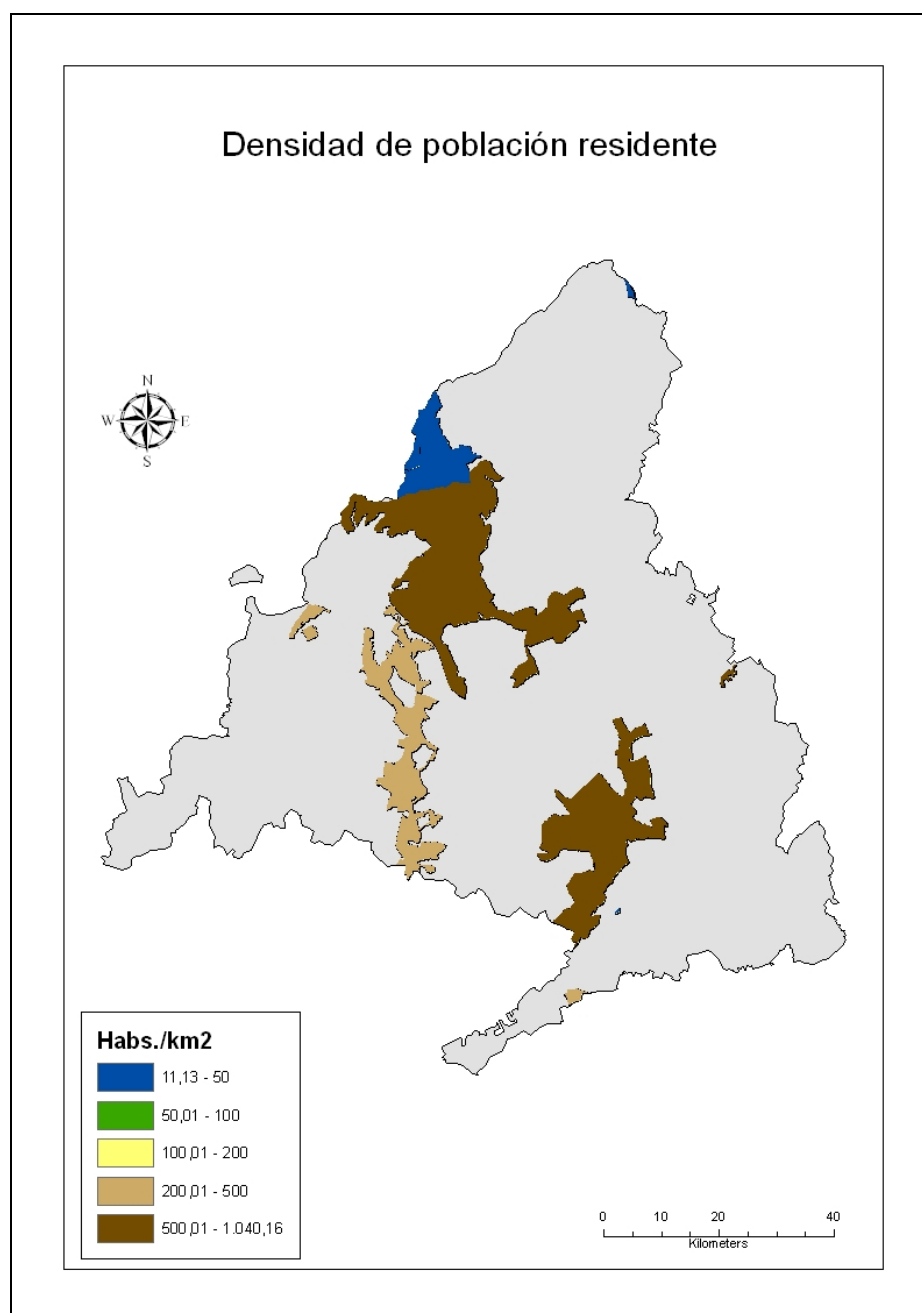 Densidad de población residente
N
W E
S
Habs./km2
11,13 - 50
50,01 - 100
100,01 - 200
200,01 - 500
500,01 - 1.040,16
0 10 20 40
Kilometers